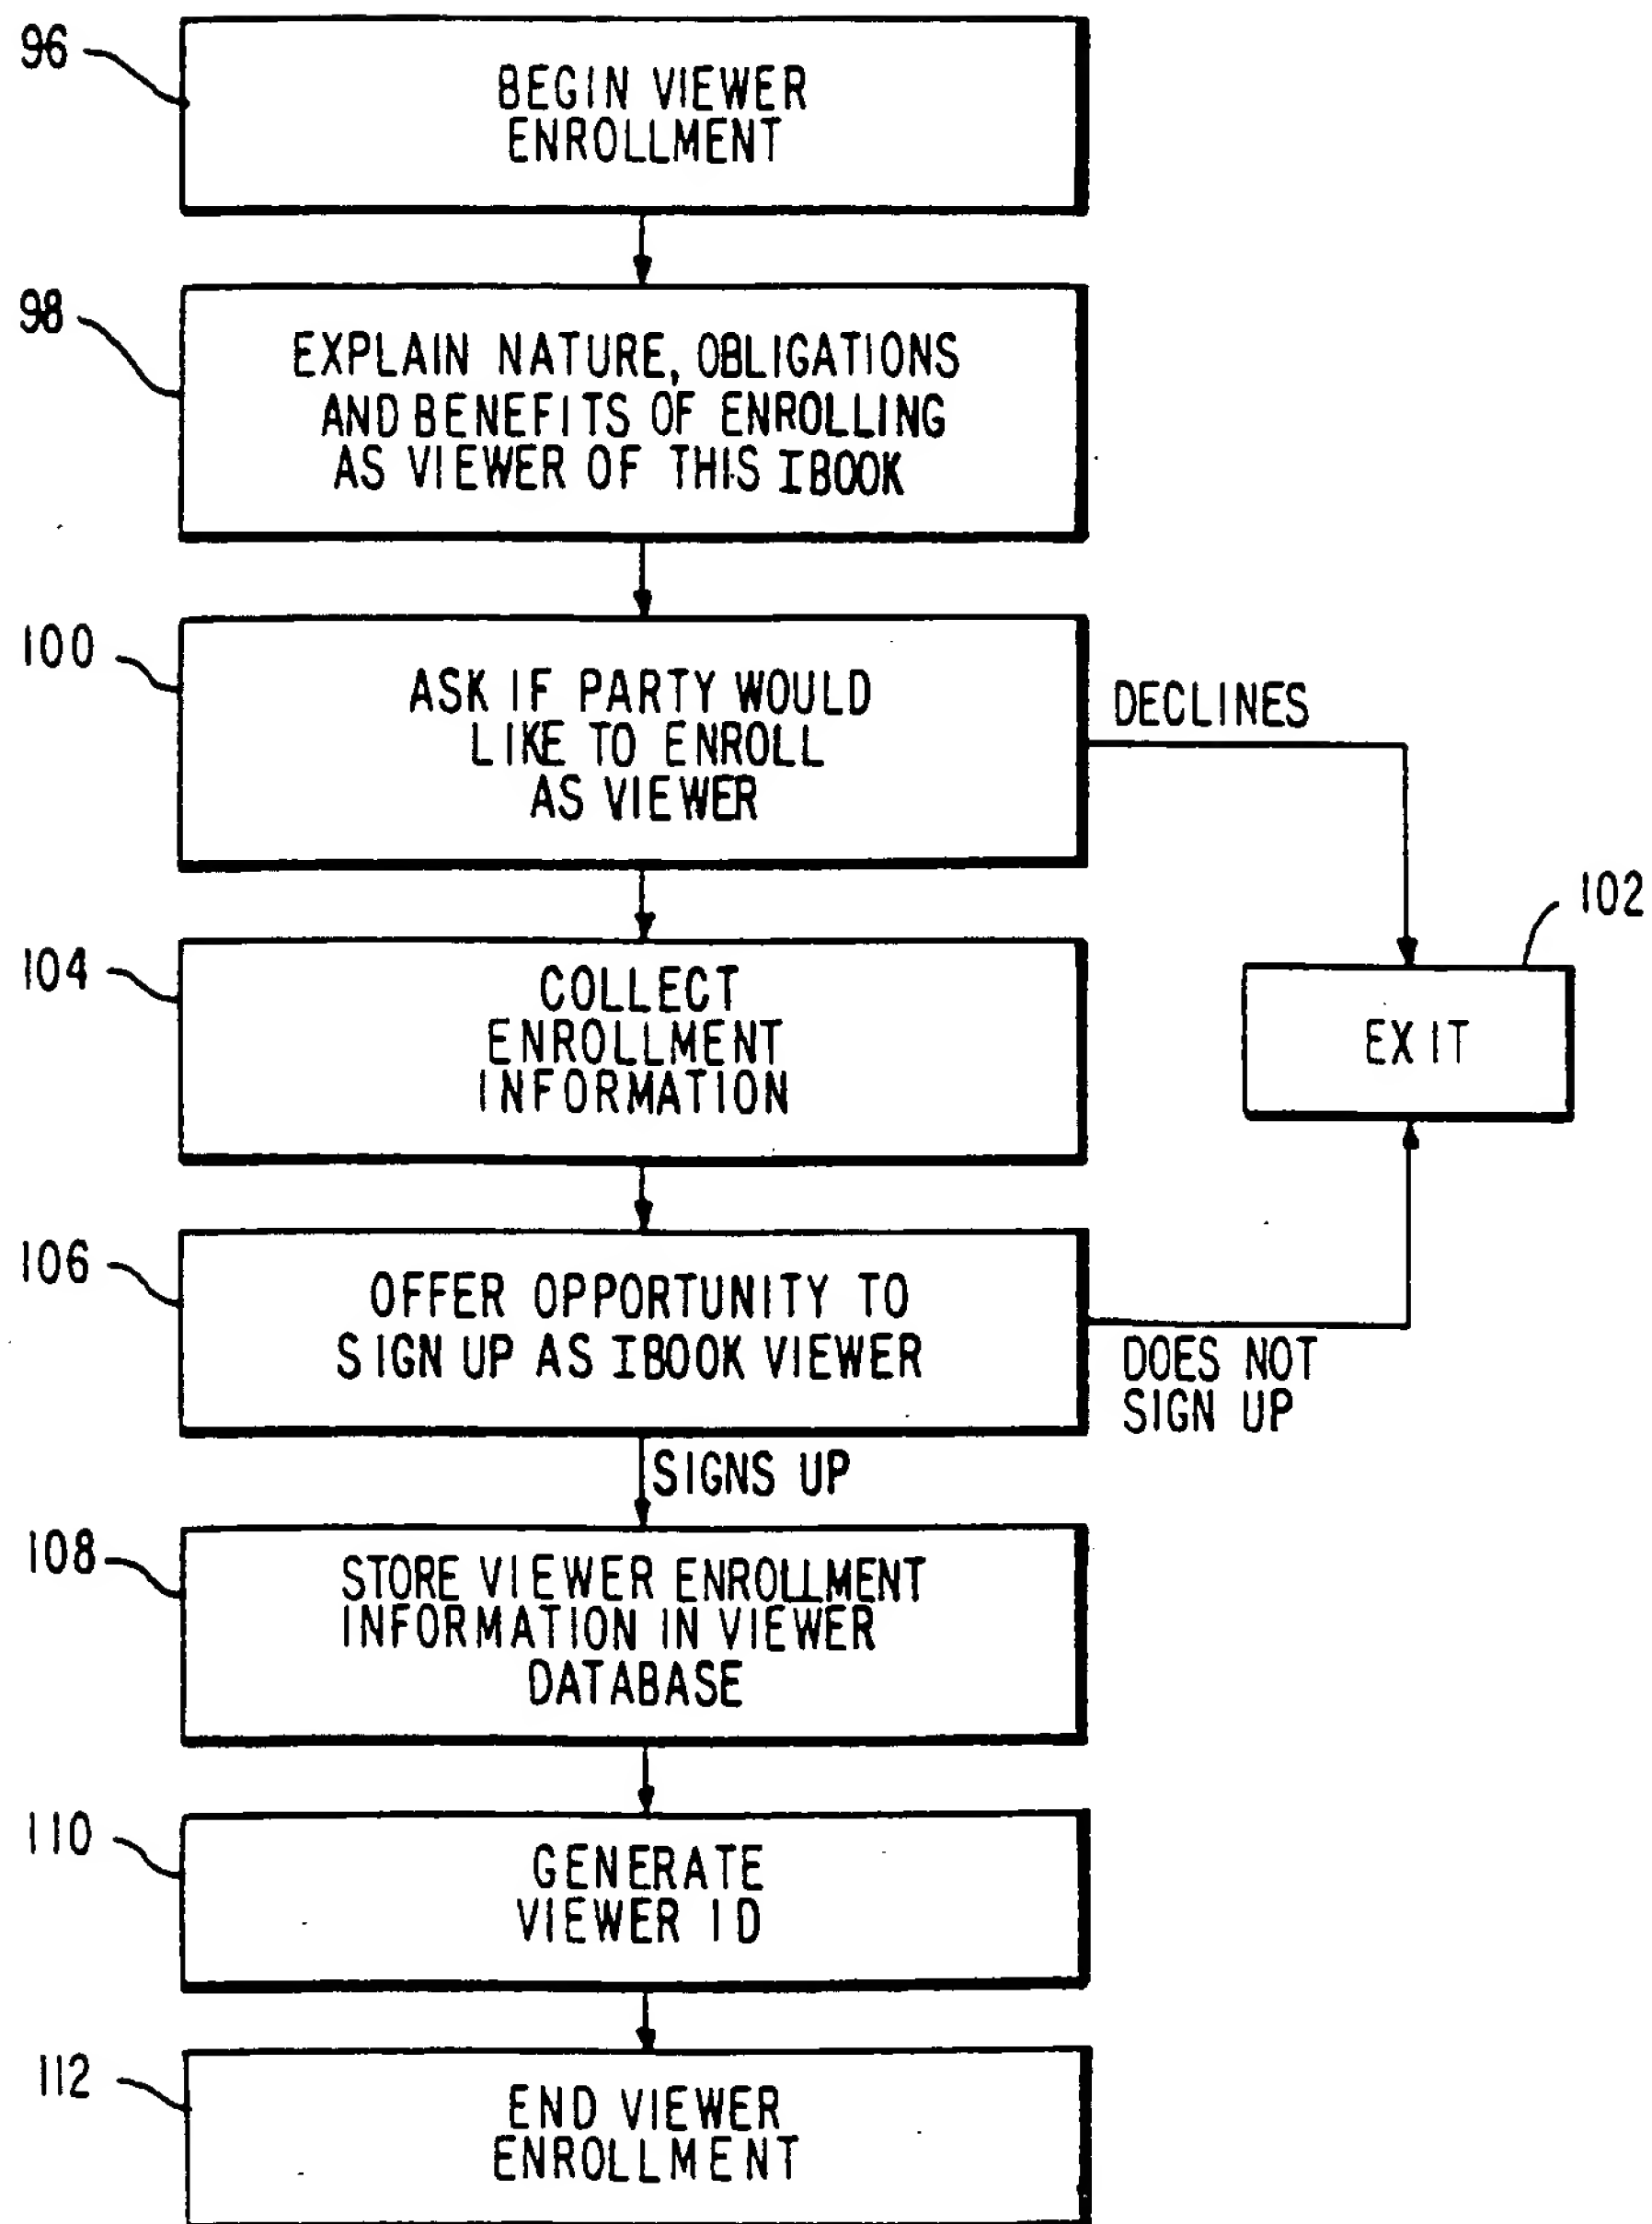 96
BEGIN VIEWER
ENROLLMENT
98
EXPLAIN NATURE, OBLIGATIONS
AND BENEFITS OF ENROLLING
AS VIEWER OF THIS IBOOK
100
ASK IF PARTY WOULD
LIKE TO ENROLL
AS VIEWER
DECLINES
102
EXIT
104
COLLECT
ENROLLMENT
INFORMATION
106
OFFER OPPORTUNITY TO
SIGN UP AS IBOOK VIEWER
DOES NOT
SIGN UP
SIGNS UP
108
STORE VIEWER ENROLLMENT
INFORMATION IN VIEWER
DATABASE
110
GENERATE
VIEWER ID
112
END VIEWER
ENROLLMENT